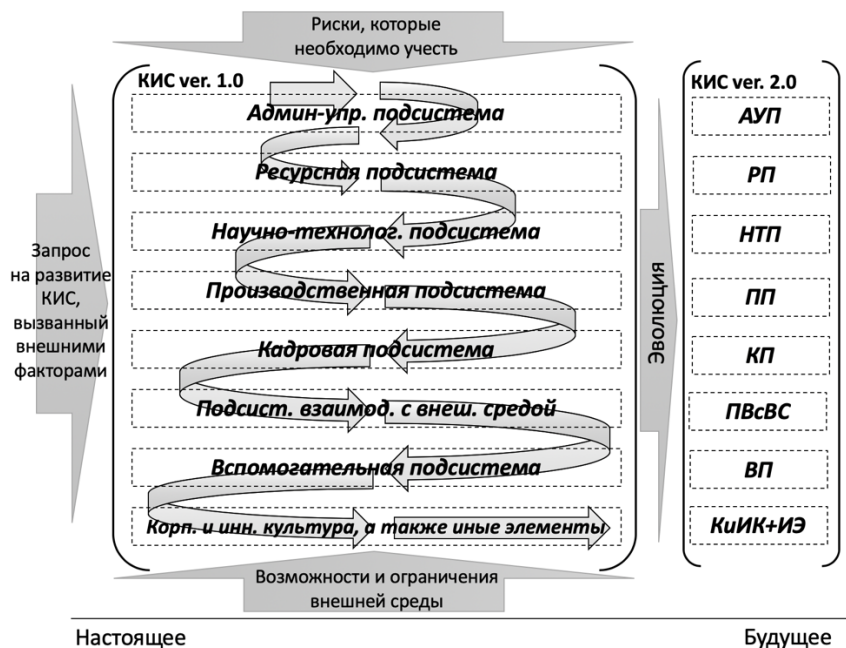 Риски, которые
необходимо учесть
КИС ver. 1.0
КИС ver. 2.0
Админ-упр. подсистема
АУП
Ресурсная подсистема
РП
Научно-технолог. подсистема
НТП
Запрос
на развитие
КИС,
вызванный
внешними
факторами
Производственная подсистема
ПП
Эволюция
Кадровая подсистема
КП
Подсист. взаимод. с внеш. средой
ПВсВС
Вспомогательная подсистема
ВП
Корп. и инн. культура, а также иные элементы
КиИК+ИЭ
Возможности и ограничения
внешней среды
Настоящее
Будущее